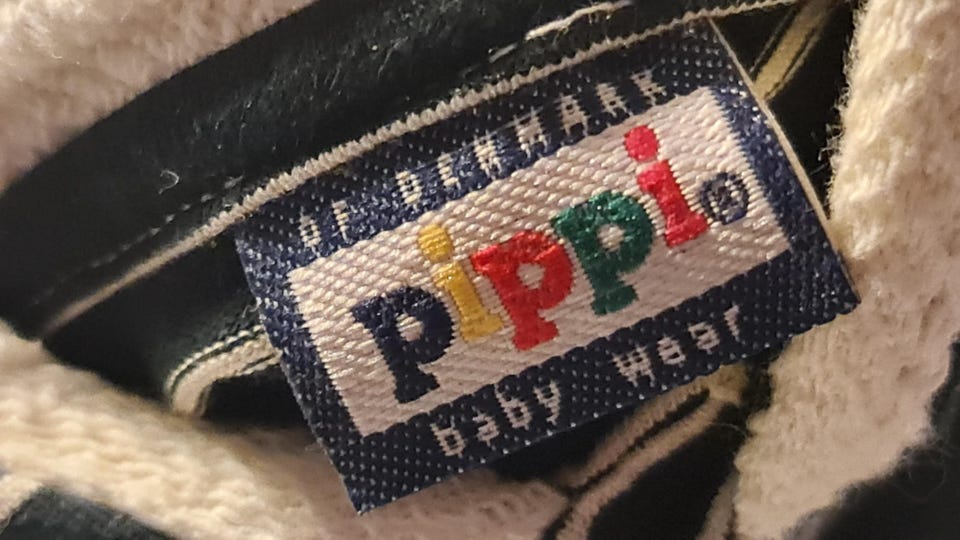 OF DENMARK
pippi®
baby wear